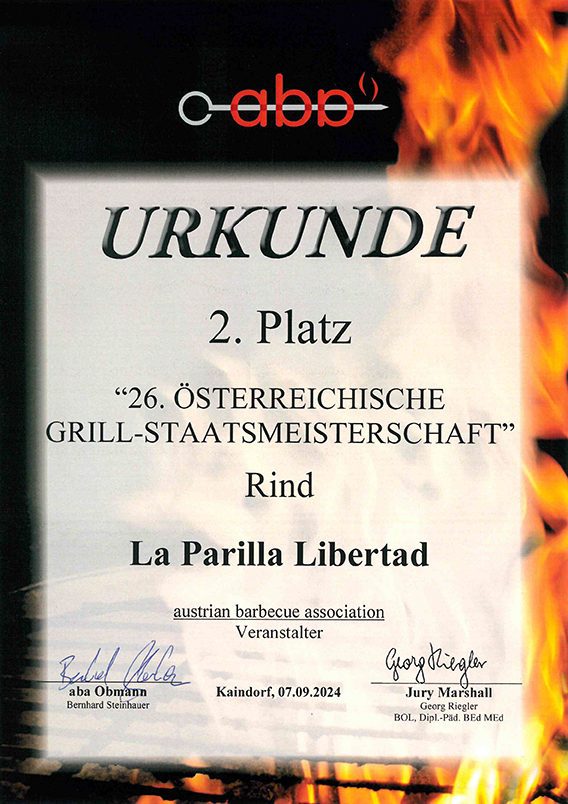 aba
URKUNDE
2. Platz
“26. ÖSTERREICHISCHE
GRILL-STAATSMEISTERSCHAFT”
Rind
La Parilla Libertad
austrian barbecue association
Veranstalter
Georg Riegler
aba Obmann
Bernhard Steinhauer
Kaindorf, 07.09.2024
Jury Marshall
Georg Riegler
BOL, Dipl.-Päd. BEd MEd